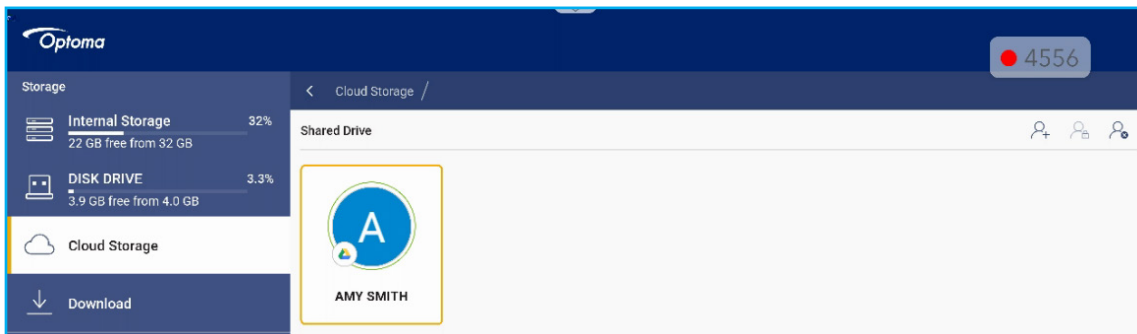 Optoma
4556
Storage
Cloud Storage /
Internal Storage 32%
22 GB free from 32 GB
Shared Drive
DISK DRIVE 3.3%
3.9 GB free from 4.0 GB
Cloud Storage
Download
A
AMY SMITH